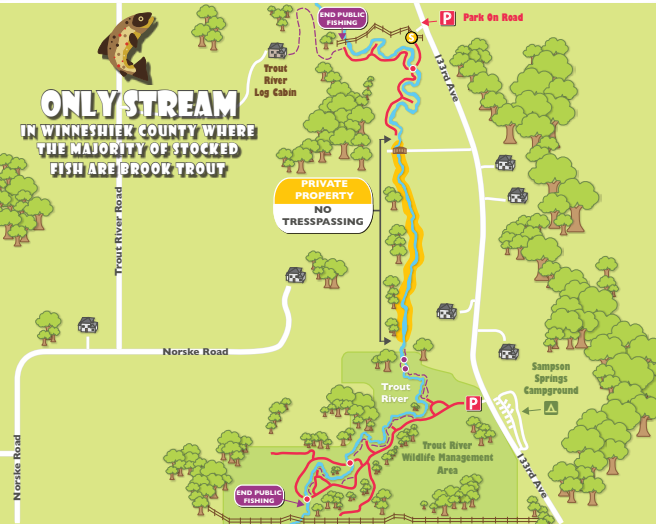 END PUBLIC
FISHING
P Park On Road
$
Trout
River
Log Cabin
133rd Ave
ONLY STREAM
IN WINNESHIEK COUNTY WHERE
THE MAJORITY OF STOCKED
FISH ARE BROOK TROUT
PRIVATE
PROPERTY
NO
TRESSPASSING
Trout River Road
Norske Road
Trout
River
Sampson
Springs
Campground
P
Trout River
Wildlife Management
Area
Norske Road
133rd Ave
END PUBLIC
FISHING